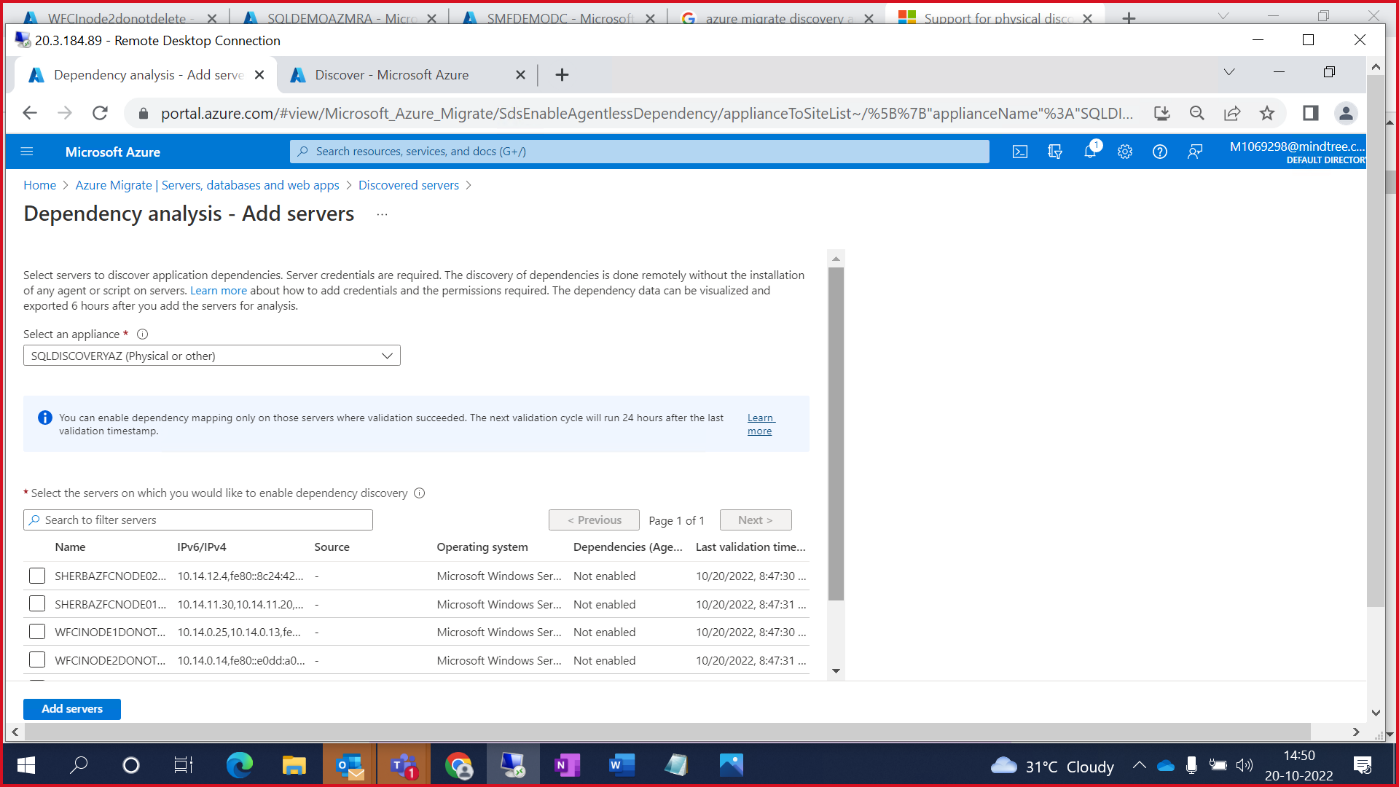 WFCInode2donotdelete -
SQLDEMOAZMRA - Micro
SMFDEMODC - Microsoft
azure migrate discovery a
Support for physical disco
20.3.184.89 - Remote Desktop Connection
Dependency analysis - Add serve
Discover - Microsoft Azure
portal.azure.com/#view/Microsoft_Azure_Migrate/SdsEnableAgentlessDependency/applianceToSiteList~/%5B%7B"applianceName"%3A"SQLDI...
Microsoft Azure
Search resources, services, and docs (G+/)
1
M1069298@mindtree.c...
DEFAULT DIRECTORY
Home > Azure Migrate | Servers, databases and web apps > Discovered servers >
Dependency analysis - Add servers ...
Select servers to discover application dependencies. Server credentials are required. The discovery of dependencies is done remotely without the installation
of any agent or script on servers. Learn more about how to add credentials and the permissions required. The dependency data can be visualized and
exported 6 hours after you add the servers for analysis.
Select an appliance *
SQLDISCOVERYAZ (Physical or other)
You can enable dependency mapping only on those servers where validation succeeded. The next validation cycle will run 24 hours after the last
validation timestamp.
Learn
more
* Select the servers on which you would like to enable dependency discovery
Search to filter servers
< Previous Page 1 of 1 Next >
Name IPv6/IPv4 Source Operating system Dependencies (Age... Last validation time...
SHERBAZFCNODE02... 10.14.12.4,fe80::8c24:42... - Microsoft Windows Ser... Not enabled 10/20/2022, 8:47:30 ...
SHERBAZFCNODE01... 10.14.11.30,10.14.11.20,... - Microsoft Windows Ser... Not enabled 10/20/2022, 8:47:31 ...
WFCINODE1DONOT... 10.14.0.25,10.14.0.13,fe... - Microsoft Windows Ser... Not enabled 10/20/2022, 8:47:30 ...
WFCINODE2DONOT... 10.14.0.14,fe80::e0dd:a0... - Microsoft Windows Ser... Not enabled 10/20/2022, 8:47:31 ...
Add servers
1
31°C Cloudy
14:50
20-10-2022